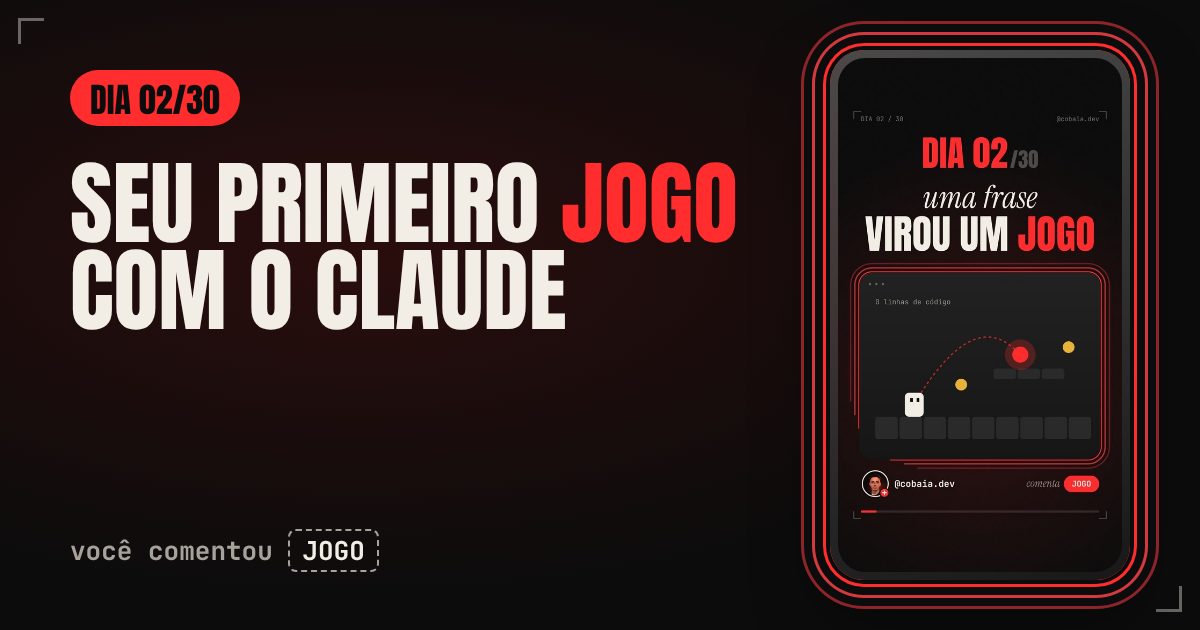 DIA 02/30
SEU PRIMEIRO JOGO
COM O CLAUDE
você comentou JOGO
DIA 02 / 30
@cobaia.dev
DIA 02/30
uma frase
VIROU UM JOGO
0 linhas de código
@cobaia.dev
comenta JOGO